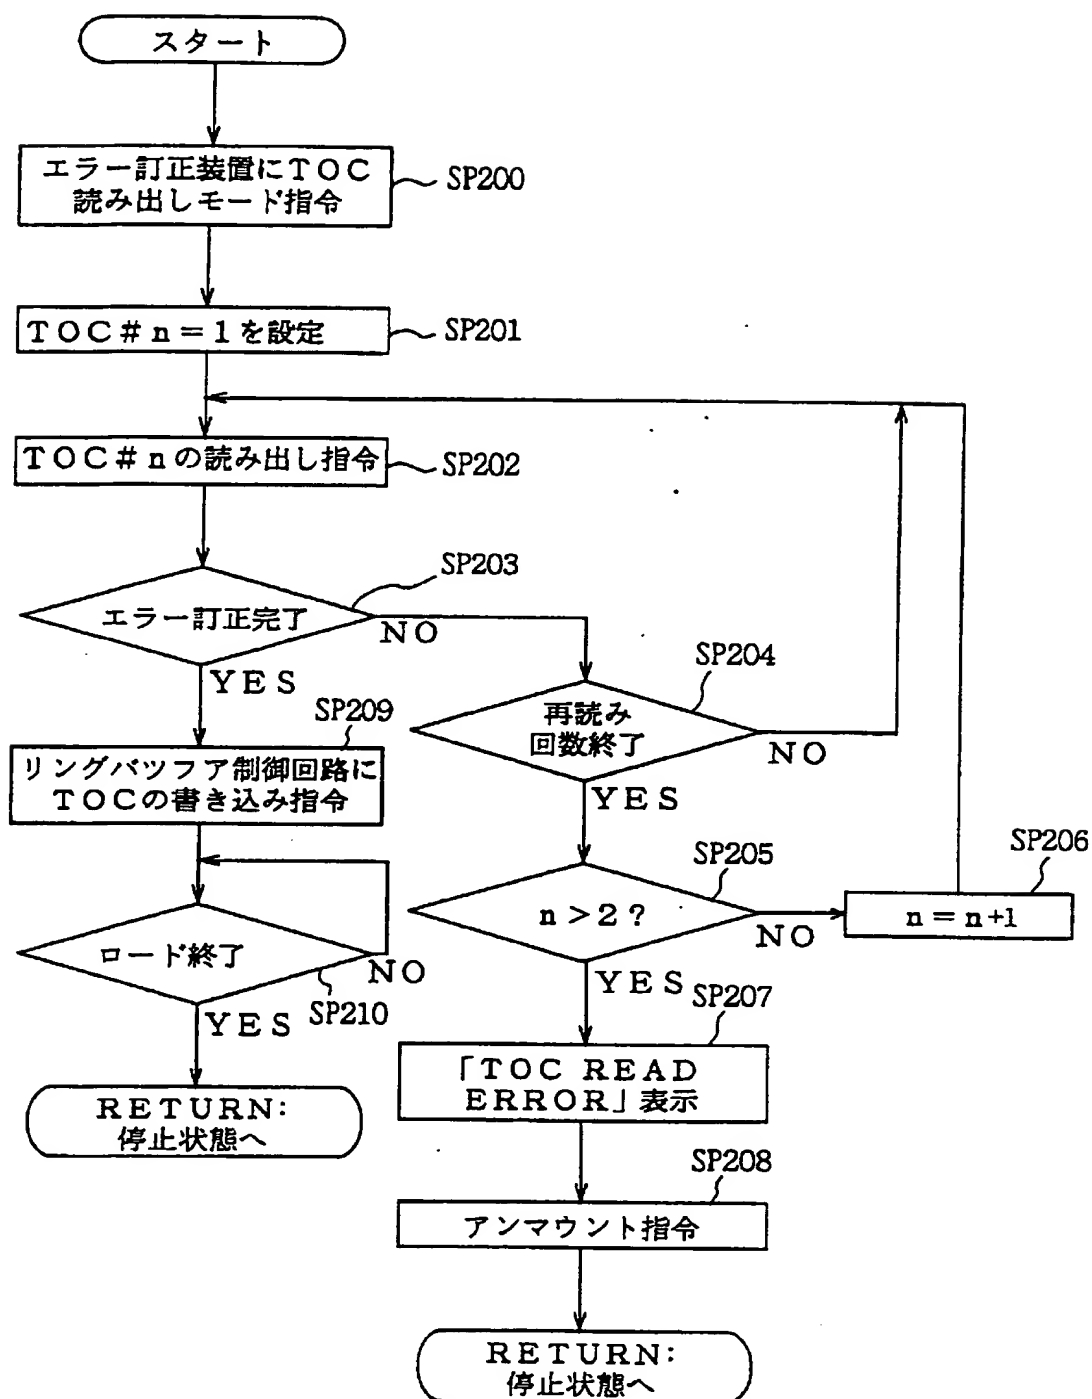 スタート
エラー訂正装置にTOC
読み出しモード指令
SP200
TOC#n=1を設定
SP201
TOC#nの読み出し指令
SP202
SP203
エラー訂正完了
NO
YES
SP204
再読み
回数終了
NO
YES
SP209
リングバツフア制御回路に
TOCの書き込み指令
SP205
n>2?
NO
YES
SP206
n=n+1
ロード終了
NO
SP210
YES
SP207
「TOC READ
ERROR」表示
RETURN:
停止状態へ
SP208
アンマウント指令
RETURN:
停止状態へ